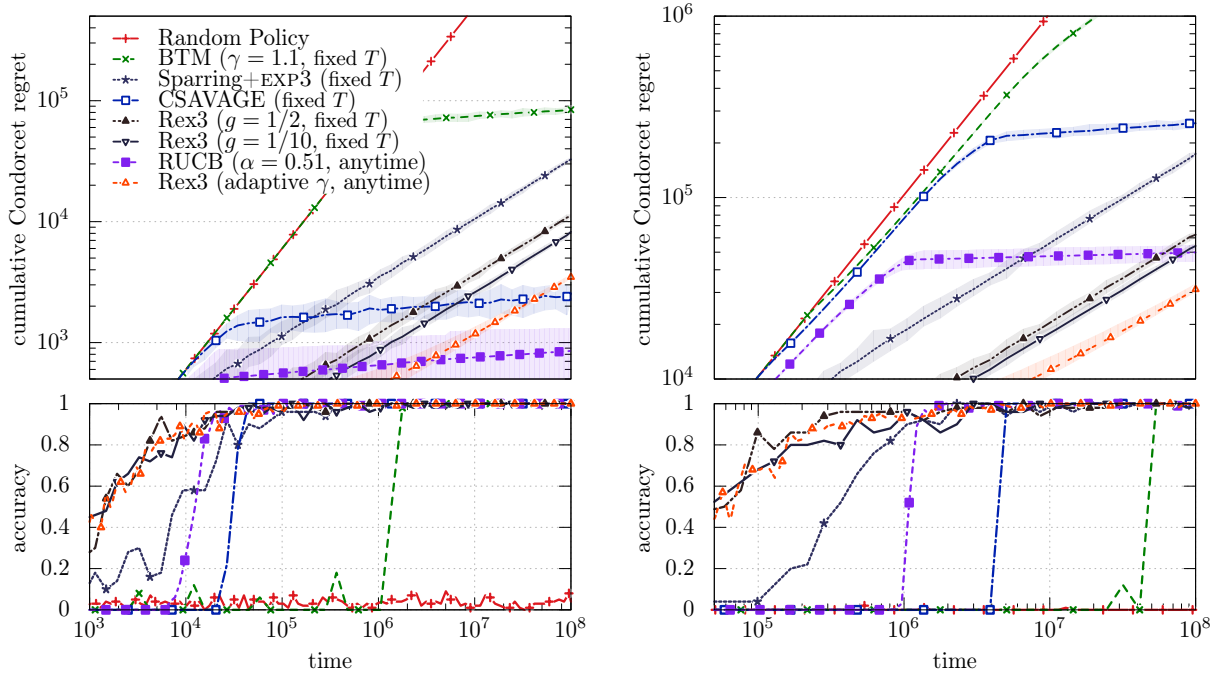 cumulative Condorcet regret
10^5
10^4
10^3
Random Policy
BTM (γ = 1.1, fixed T)
Sparring+EXP3 (fixed T)
CSAVAGE (fixed T)
Rex3 (g = 1/2, fixed T)
Rex3 (g = 1/10, fixed T)
RUCB (α = 0.51, anytime)
Rex3 (adaptive γ, anytime)
accuracy
1
0.8
0.6
0.4
0.2
0
10^3 10^4 10^5 10^6 10^7 10^8
time
cumulative Condorcet regret
10^6
10^5
10^4
accuracy
1
0.8
0.6
0.4
0.2
0
10^5 10^6 10^7 10^8
time